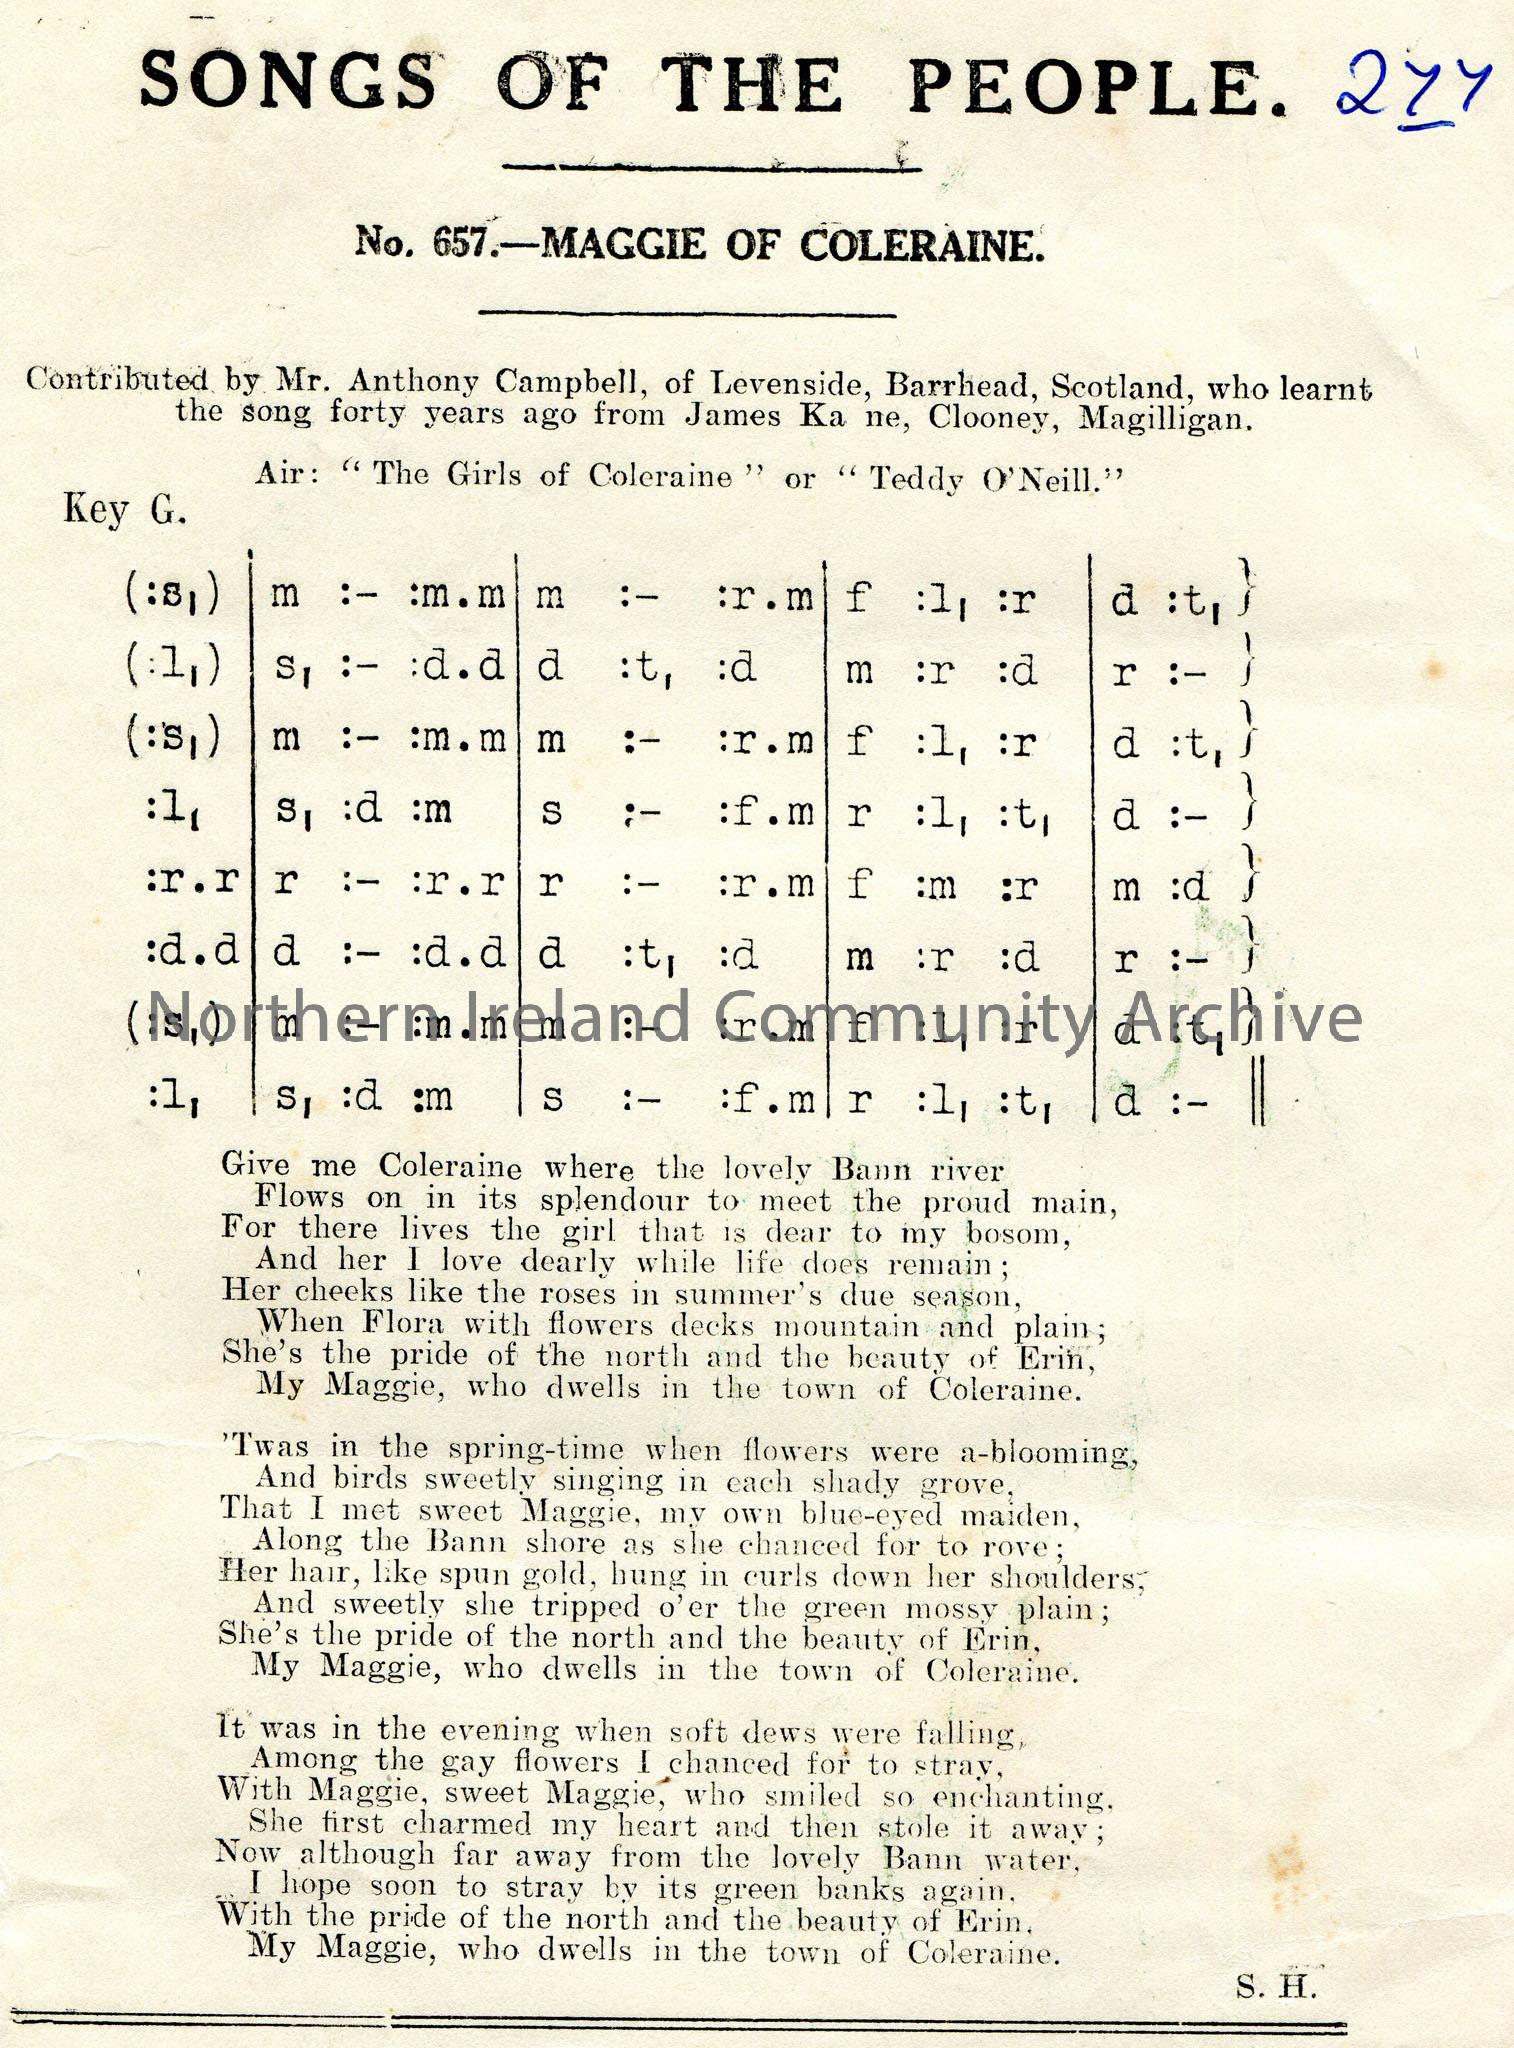 SONGS OF THE PEOPLE. 277
No. 657.—MAGGIE OF COLERAINE.
Contributed by Mr. Anthony Campbell, of Levenside, Barrhead, Scotland, who learnt
the song forty years ago from James Ka ne, Clooney, Magilligan.
Air: “ The Girls of Coleraine ” or “ Teddy O’Neill.”
Key G.
(:s₁) | m :– :m.m | m :– :r.m | f :l₁ :r | d :t₁ }
(:l₁) | s₁ :– :d.d | d :t₁ :d | m :r :d | r :– }
(:s₁) | m :– :m.m | m :– :r.m | f :l₁ :r | d :t₁ }
:l₁ | s₁ :d :m | s :– :f.m | r :l₁ :t₁ | d :– }
:r.r | r :– :r.r | r :– :r.m | f :m :r | m :d }
:d.d | d :– :d.d | d :t₁ :d | m :r :d | r :– }
(:s₁) | m :– :m.m | m :– :r.m | f :l₁ :r | d :t₁ }
Northern Ireland Community Archive
:l₁ | s₁ :d :m | s :– :f.m | r :l₁ :t₁ | d :– ||
Give me Coleraine where the lovely Bann river
Flows on in its splendour to meet the proud main,
For there lives the girl that is dear to my bosom,
And her I love dearly while life does remain ;
Her cheeks like the roses in summer’s due season,
When Flora with flowers decks mountain and plain ;
She’s the pride of the north and the beauty of Erin,
My Maggie, who dwells in the town of Coleraine.
’Twas in the spring-time when flowers were a-blooming,
And birds sweetly singing in each shady grove,
That I met sweet Maggie, my own blue-eyed maiden,
Along the Bann shore as she chanced for to rove ;
Her hair, like spun gold, hung in curls down her shoulders,
And sweetly she tripped o’er the green mossy plain ;
She’s the pride of the north and the beauty of Erin,
My Maggie, who dwells in the town of Coleraine.
It was in the evening when soft dews were falling,
Among the gay flowers I chanced for to stray,
With Maggie, sweet Maggie, who smiled so enchanting.
She first charmed my heart and then stole it away ;
Now although far away from the lovely Bann water,
I hope soon to stray by its green banks again.
With the pride of the north and the beauty of Erin,
My Maggie, who dwells in the town of Coleraine.
S. H.